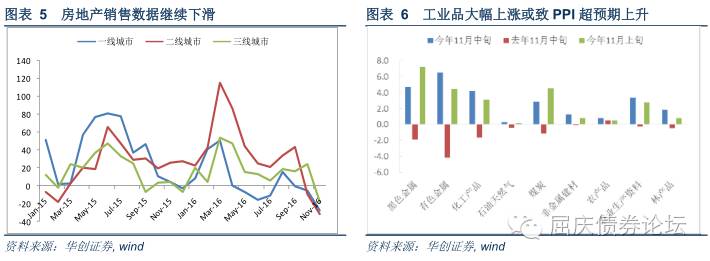 图表 5 房地产销售数据继续下滑
一线城市 二线城市 三线城市
140
120
100
80
60
40
20
0
-20
-40
Jan-15 Mar-15 May-15 Jul-15 Sep-15 Nov-15 Jan-16 Mar-16 May-16 Jul-16 Sep-16 Nov-16
资料来源：华创证券, wind
图表 6 工业品大幅上涨或致 PPI 超预期上升
今年11月中旬 去年11月中旬 今年11月上旬
8.0
6.0
4.0
2.0
0.0
-2.0
-4.0
-6.0
黑色金属 有色金属 化工产品 石油天然气 煤炭 非金属建材 农产品 农业生产资料 林产品
资料来源：华创证券, wind
屈庆债券论坛